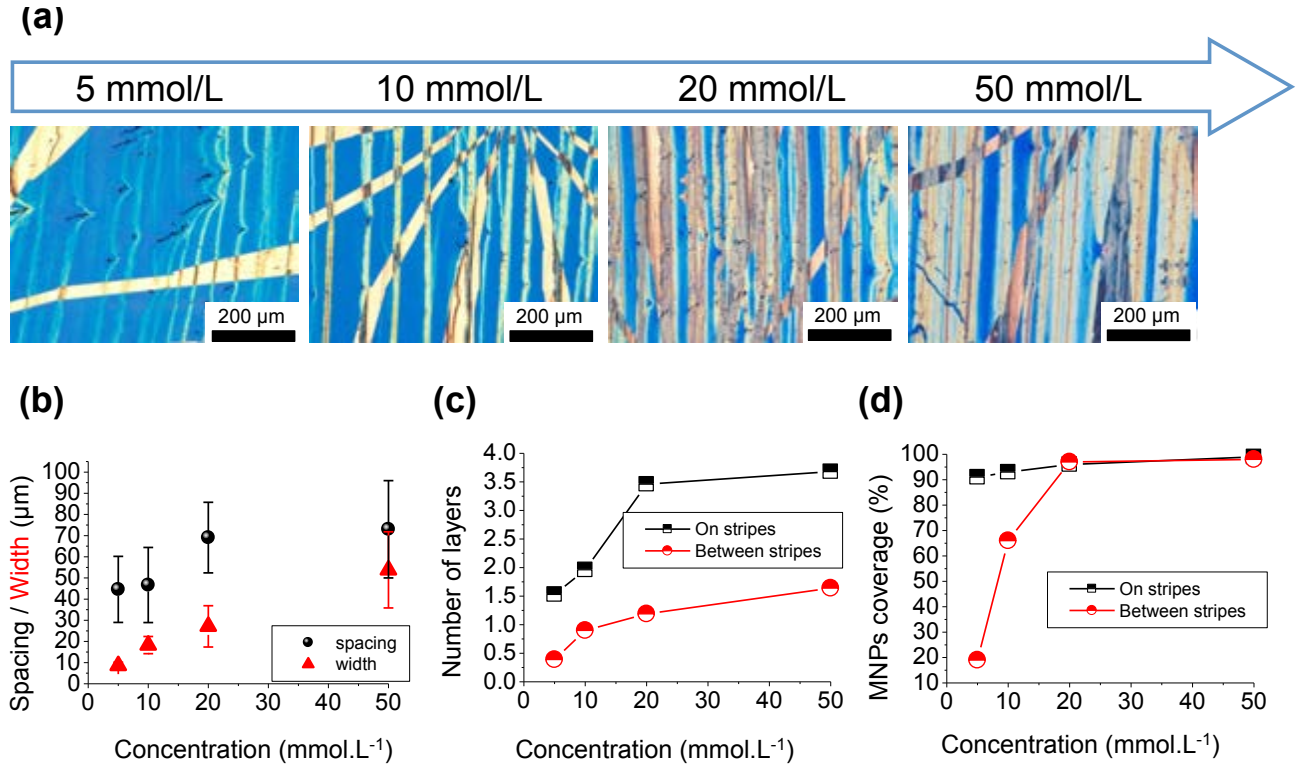 (a)
5 mmol/L 10 mmol/L 20 mmol/L 50 mmol/L
200 µm 200 µm 200 µm 200 µm
(b)
Spacing / Width (µm)
100
90
80
70
60
50
40
30
20
10
0
spacing
width
0 10 20 30 40 50
Concentration (mmol.L⁻¹)
(c)
Number of layers
4.0
3.5
3.0
2.5
2.0
1.5
1.0
0.5
0.0
On stripes
Between stripes
0 10 20 30 40 50
Concentration (mmol.L⁻¹)
(d)
MNPs coverage (%)
100
90
80
70
60
50
40
30
20
10
On stripes
Between stripes
0 10 20 30 40 50
Concentration (mmol.L⁻¹)